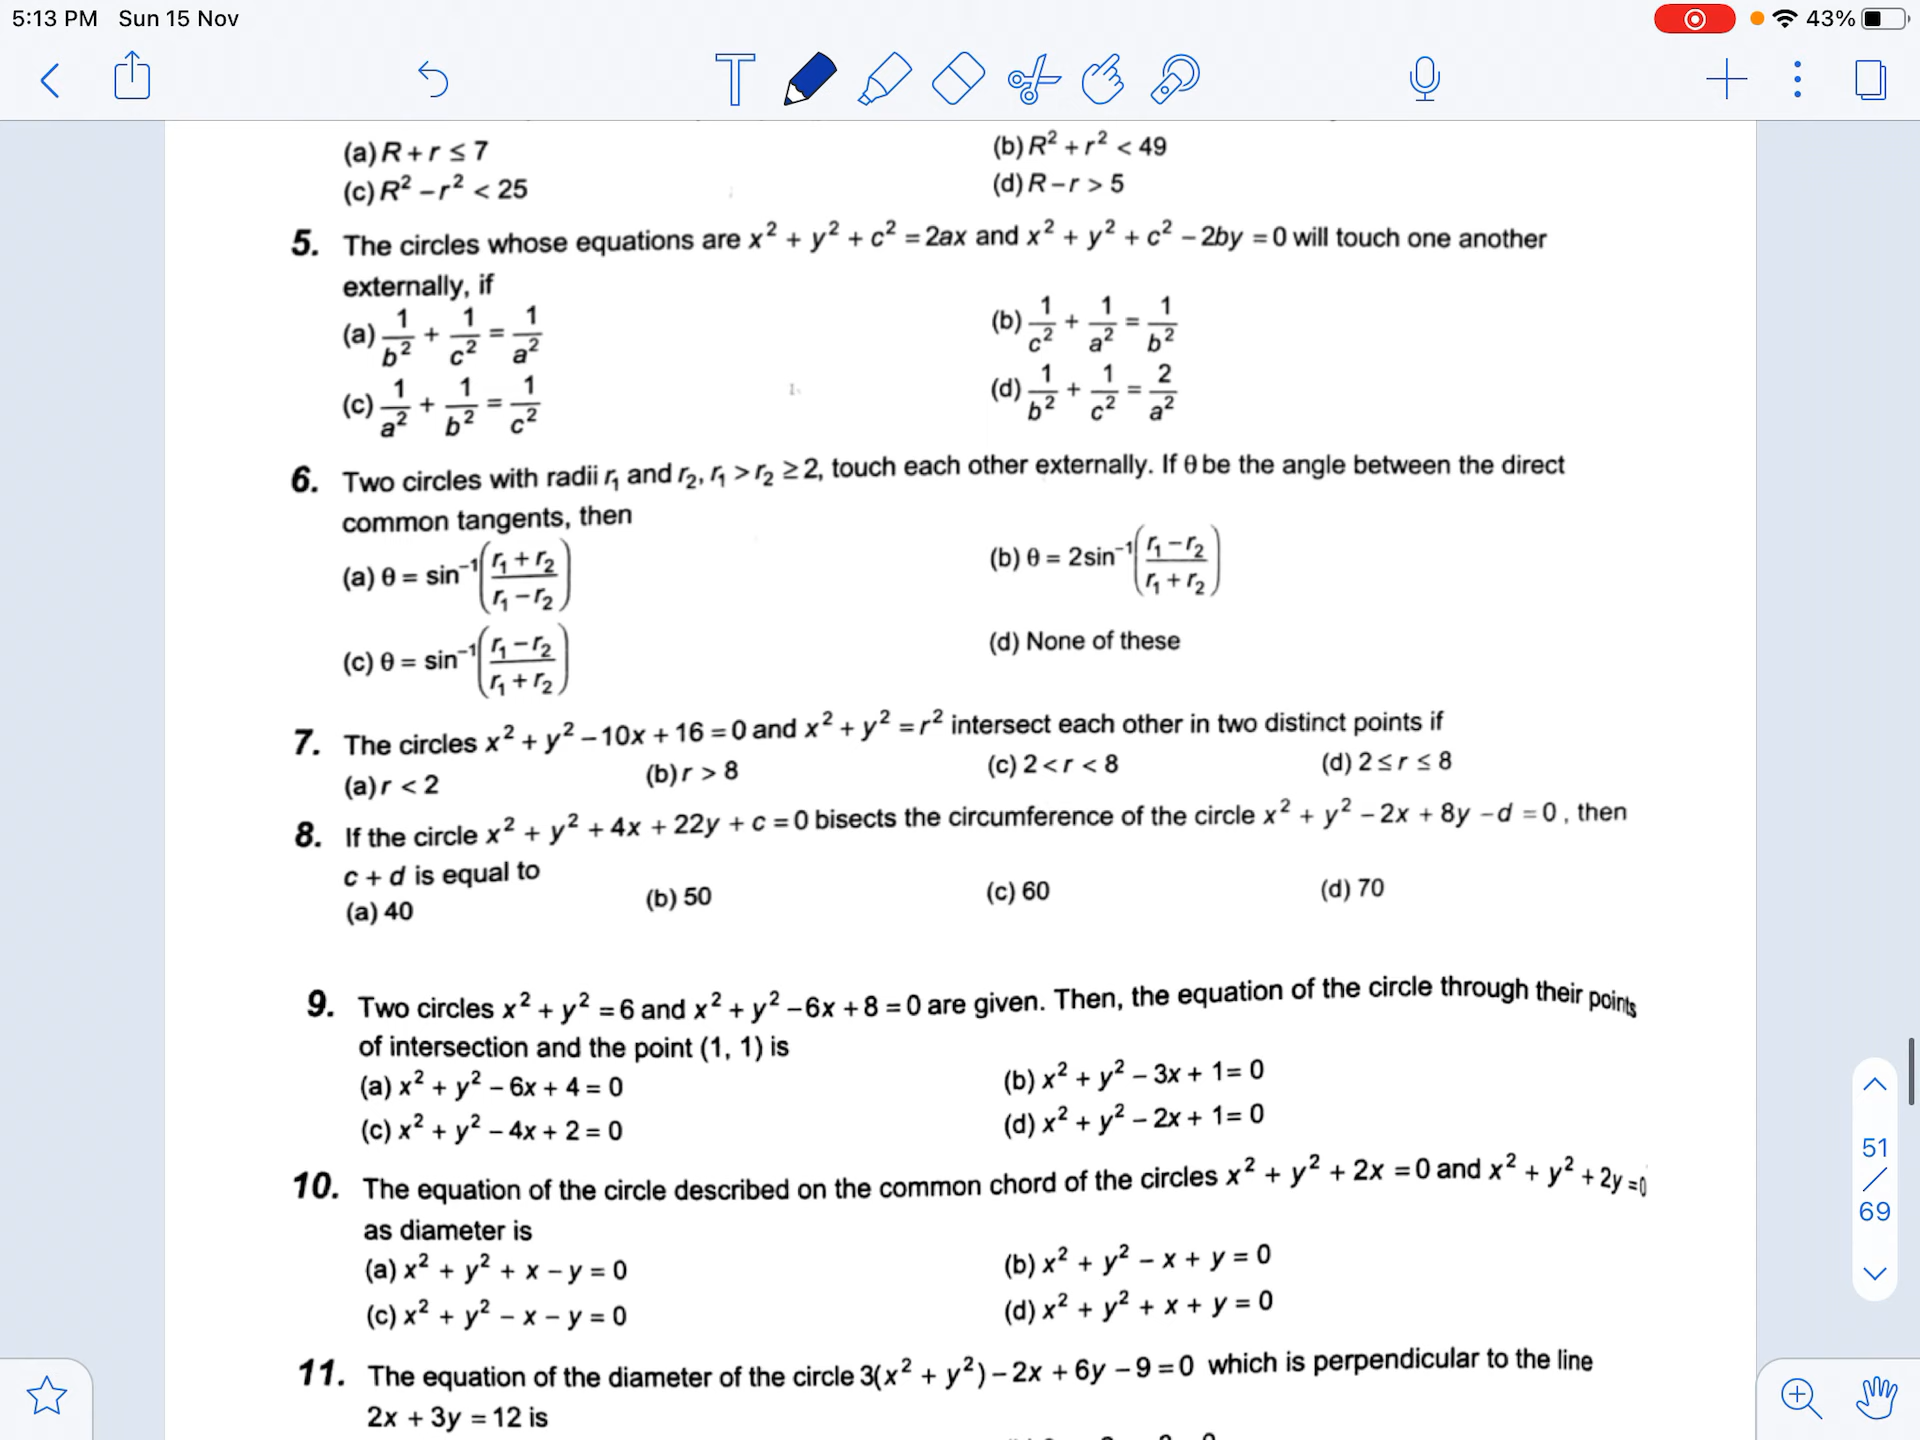 5:13 PM Sun 15 Nov
43%
(a) R + r ≤ 7 (b) R² + r² < 49
(c) R² – r² < 25 (d) R – r > 5
5. The circles whose equations are x² + y² + c² = 2ax and x² + y² + c² – 2by = 0 will touch one another
externally, if
(a) 1/b² + 1/c² = 1/a² (b) 1/c² + 1/a² = 1/b²
(c) 1/a² + 1/b² = 1/c² (d) 1/b² + 1/c² = 2/a²
6. Two circles with radii r₁ and r₂, r₁ > r₂ ≥ 2, touch each other externally. If θ be the angle between the direct
common tangents, then
(a) θ = sin⁻¹((r₁ + r₂)/(r₁ – r₂)) (b) θ = 2sin⁻¹((r₁ – r₂)/(r₁ + r₂))
(c) θ = sin⁻¹((r₁ – r₂)/(r₁ + r₂)) (d) None of these
7. The circles x² + y² – 10x + 16 = 0 and x² + y² = r² intersect each other in two distinct points if
(a) r < 2 (b) r > 8 (c) 2 < r < 8 (d) 2 ≤ r ≤ 8
8. If the circle x² + y² + 4x + 22y + c = 0 bisects the circumference of the circle x² + y² – 2x + 8y – d = 0, then
c + d is equal to
(a) 40 (b) 50 (c) 60 (d) 70
9. Two circles x² + y² = 6 and x² + y² – 6x + 8 = 0 are given. Then, the equation of the circle through their points
of intersection and the point (1, 1) is
(a) x² + y² – 6x + 4 = 0 (b) x² + y² – 3x + 1 = 0
(c) x² + y² – 4x + 2 = 0 (d) x² + y² – 2x + 1 = 0
10. The equation of the circle described on the common chord of the circles x² + y² + 2x = 0 and x² + y² + 2y = 0
as diameter is
(a) x² + y² + x – y = 0 (b) x² + y² – x + y = 0
(c) x² + y² – x – y = 0 (d) x² + y² + x + y = 0
11. The equation of the diameter of the circle 3(x² + y²) – 2x + 6y – 9 = 0 which is perpendicular to the line
2x + 3y = 12 is
51
/
69